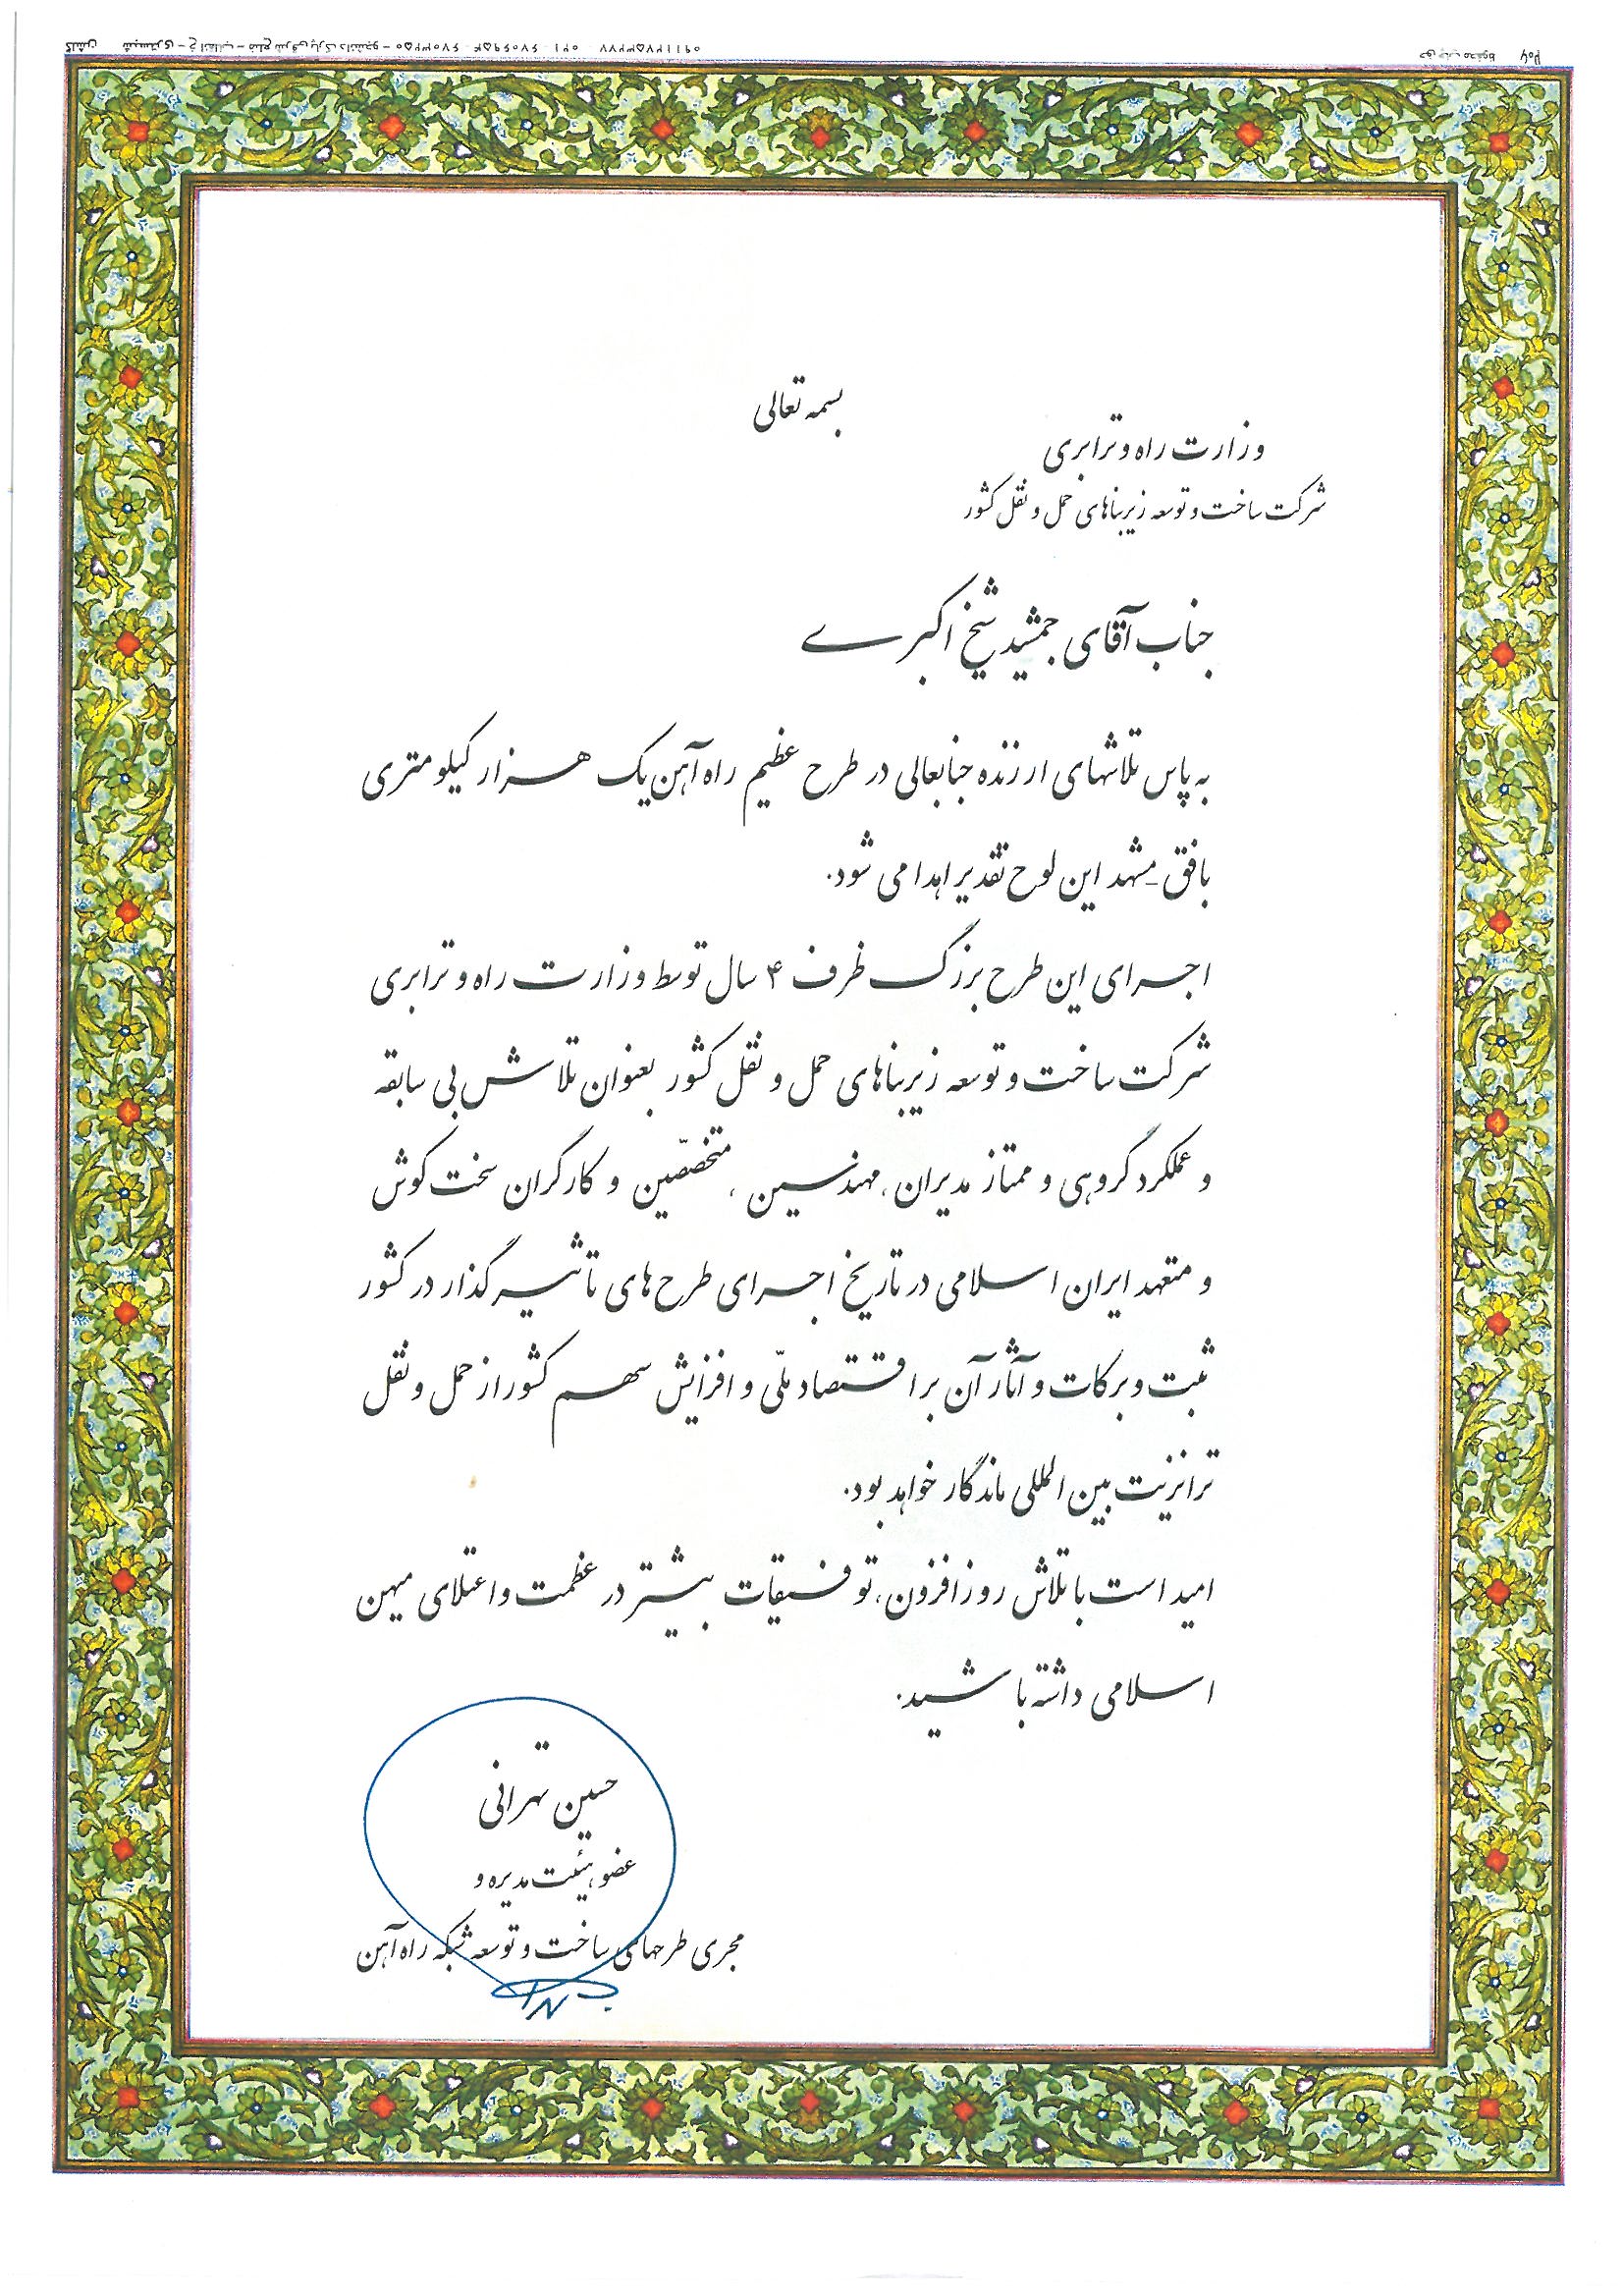 بسمه تعالی
وزارت راه و ترابری
شرکت ساخت و توسعه زیربناهای حمل و نقل کشور
جناب آقای جمشید شیخ اکبری
به پاس تلاشهای ارزنده جنابعالی در طرح عظیم راه آهن یک هزار کیلومتری
بافق - مشهد این لوح تقدیر اهدا می شود.
اجرای این طرح بزرگ ظرف ۴ سال توسط وزارت راه و ترابری
شرکت ساخت و توسعه زیربناهای حمل و نقل کشور بعنوان تلاش بی سابقه
و عملکرد گروهی و ممتاز مدیران، مهندسین، متخصّصین و کارگران سخت کوش
و متعهد ایران اسلامی در تاریخ اجرای طرح های تأثیر گذار در کشور
ثبت و برکات و آثار آن بر اقتصاد ملّی و افزایش سهم کشور از حمل و نقل
ترانزیت بین المللی ماندگار خواهد بود.
امید است با تلاش روز افزون، توفیقات بیشتر در عظمت و اعتلای میهن
اسلامی داشته باشید.
حسین تهرانی
عضو هیئت مدیره و
مجری طرحهای ساخت و توسعه شبکه راه آهن